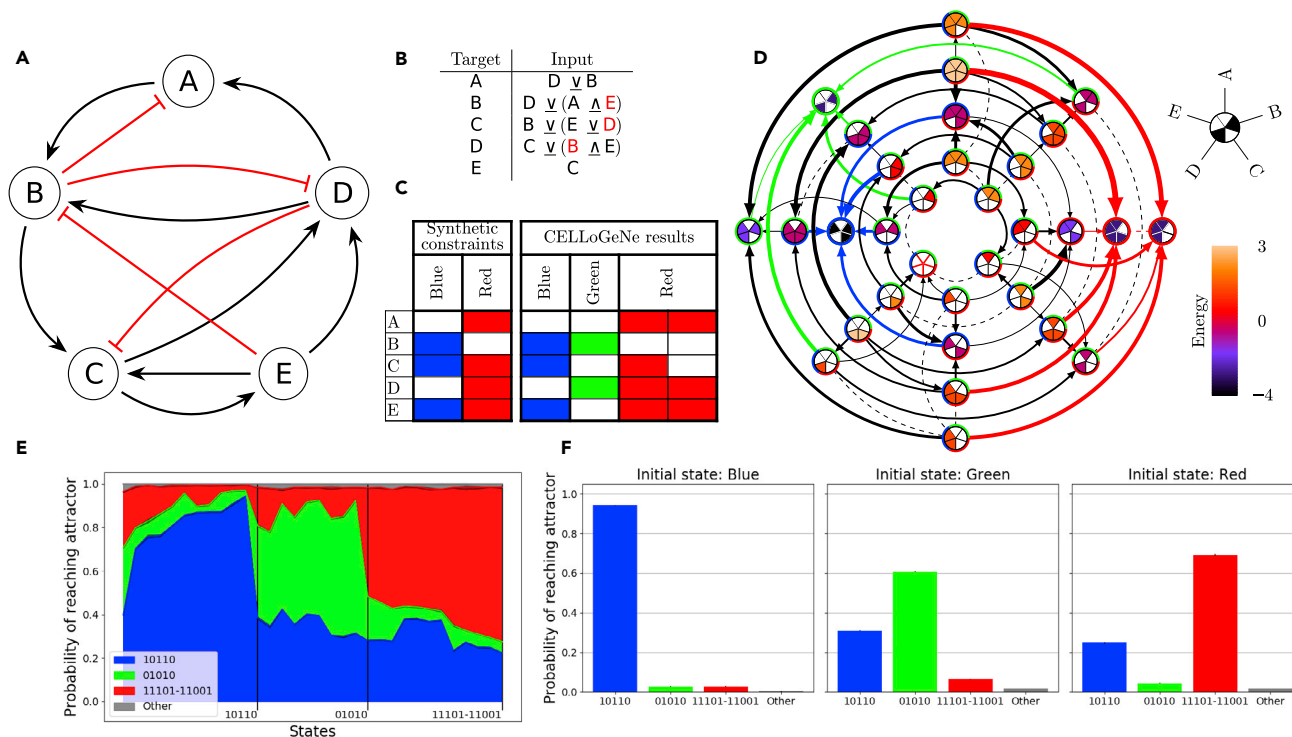 A
A
B
D
C
E
B
Target Input
A D ⊻ B
B D ⊻ (A ⊼ E)
C B ⊻ (E ⊻ D)
D C ⊻ (B ⊼ E)
E C
C
Synthetic
constraints
CELLoGeNe results
Blue
Red
Blue
Green
Red
A
B
C
D
E
D
A
E
B
D
C
3
0
−4
Energy
E
Probability of reaching attractor
1.0
0.8
0.6
0.4
0.2
0.0
10110
01010
11101-11001
Other
10110
01010
11101-11001
States
F
Probability of reaching attractor
1.0
0.8
0.6
0.4
0.2
0.0
Initial state: Blue
10110 01010 11101-11001 Other
Initial state: Green
10110 01010 11101-11001 Other
Initial state: Red
10110 01010 11101-11001 Other